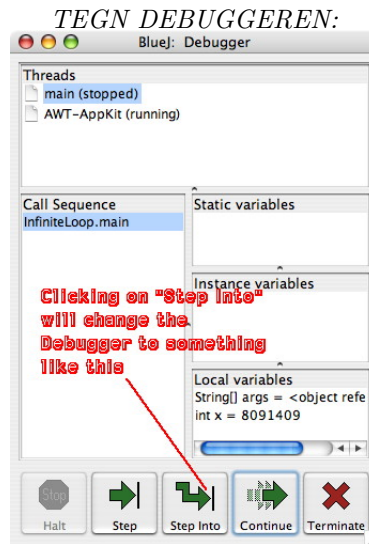 TEGN DEBUGGEREN:
BlueJ: Debugger
Threads
main (stopped)
AWT-AppKit (running)
Call Sequence
InfiniteLoop.main
Static variables
Instance variables
Clicking on "Step Into"
will change the
Debugger to something
like this
Local variables
String[] args = <object refe
int x = 8091409
Stop
Halt
Step
Step Into
Continue
Terminate